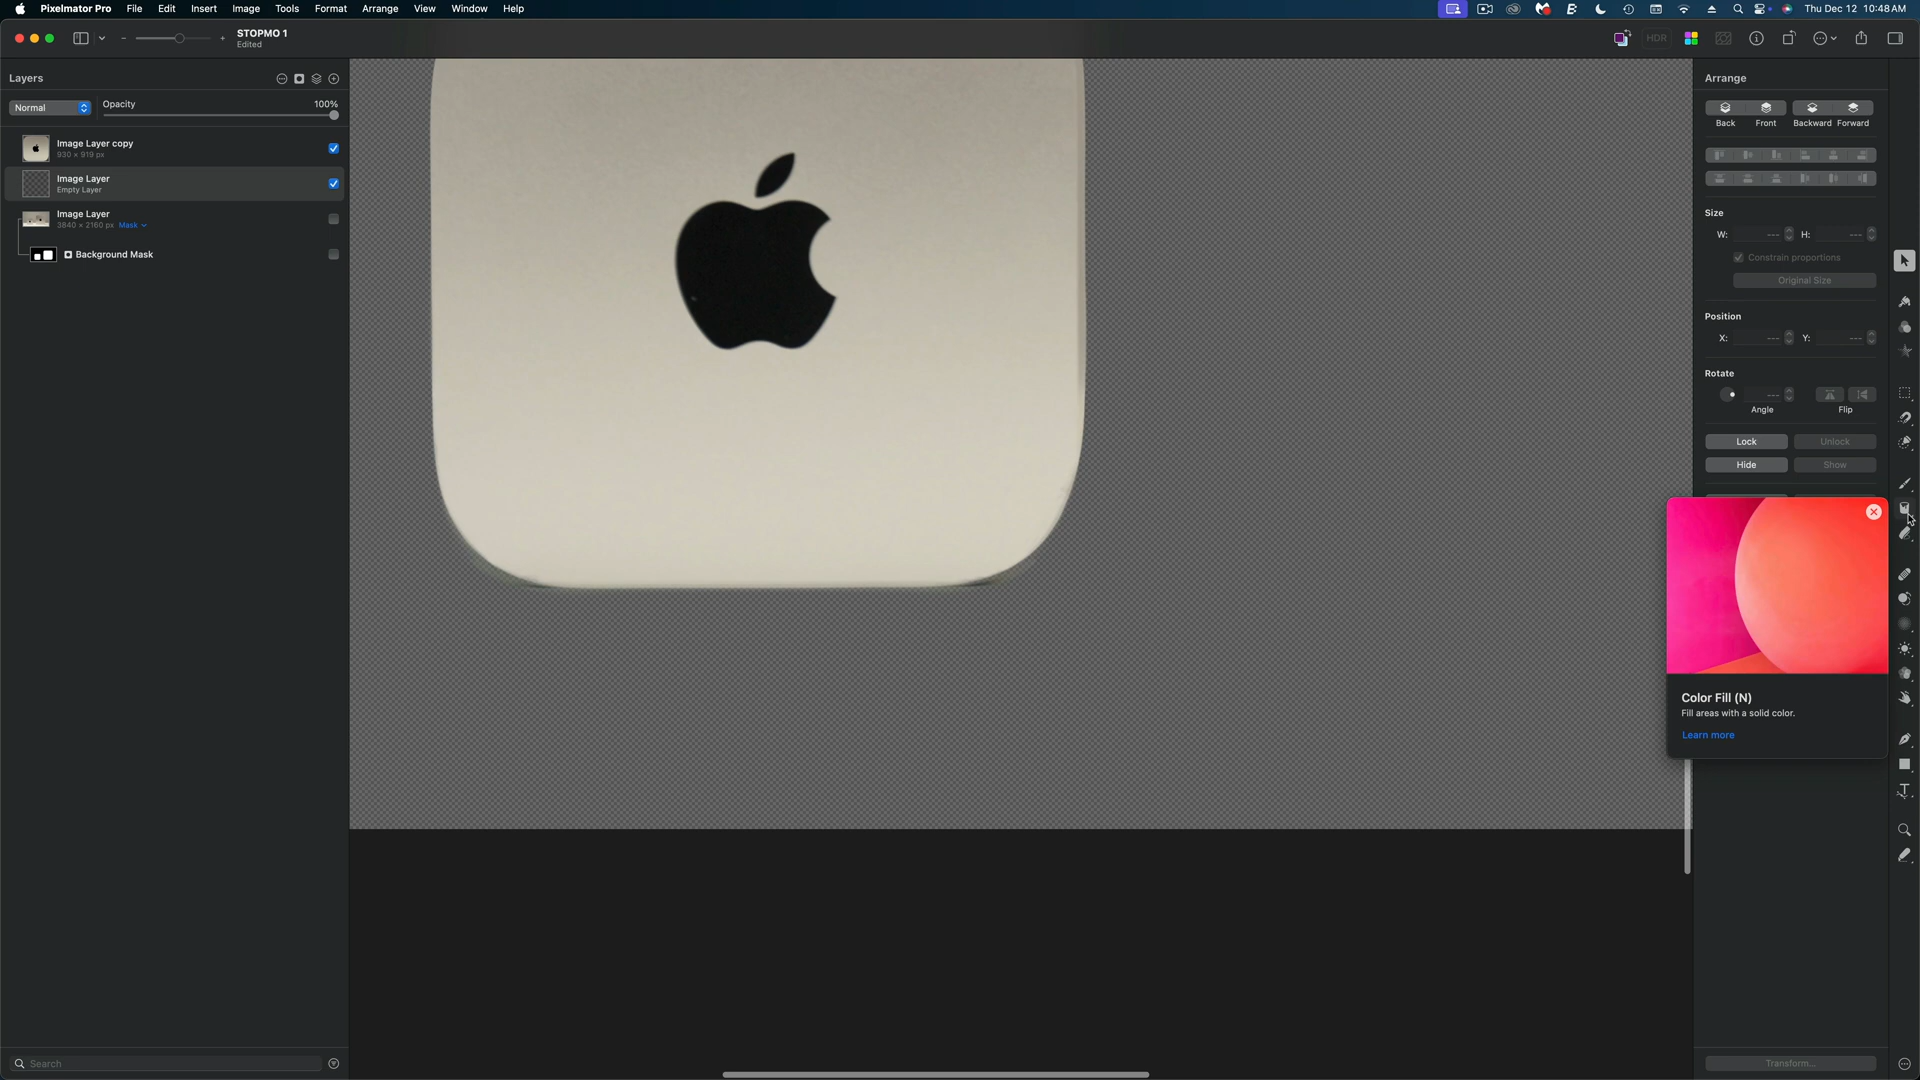 Pixelmator Pro File Edit Insert Image Tools Format Arrange View Window Help
Thu Dec 12 10:48 AM
STOPMO 1
Edited
HDR
Layers
Normal
Opacity
100%
Image Layer copy
930 × 919 px
Image Layer
Empty Layer
Image Layer
3840 × 2160 px Mask
Background Mask
Search
Arrange
Back Front Backward Forward
Size
W: --- H: ---
Constrain proportions
Original Size
Position
X: --- Y: ---
Rotate
---
Angle Flip
Lock Unlock
Hide Show
Color Fill (N)
Fill areas with a solid color.
Learn more
Transform...